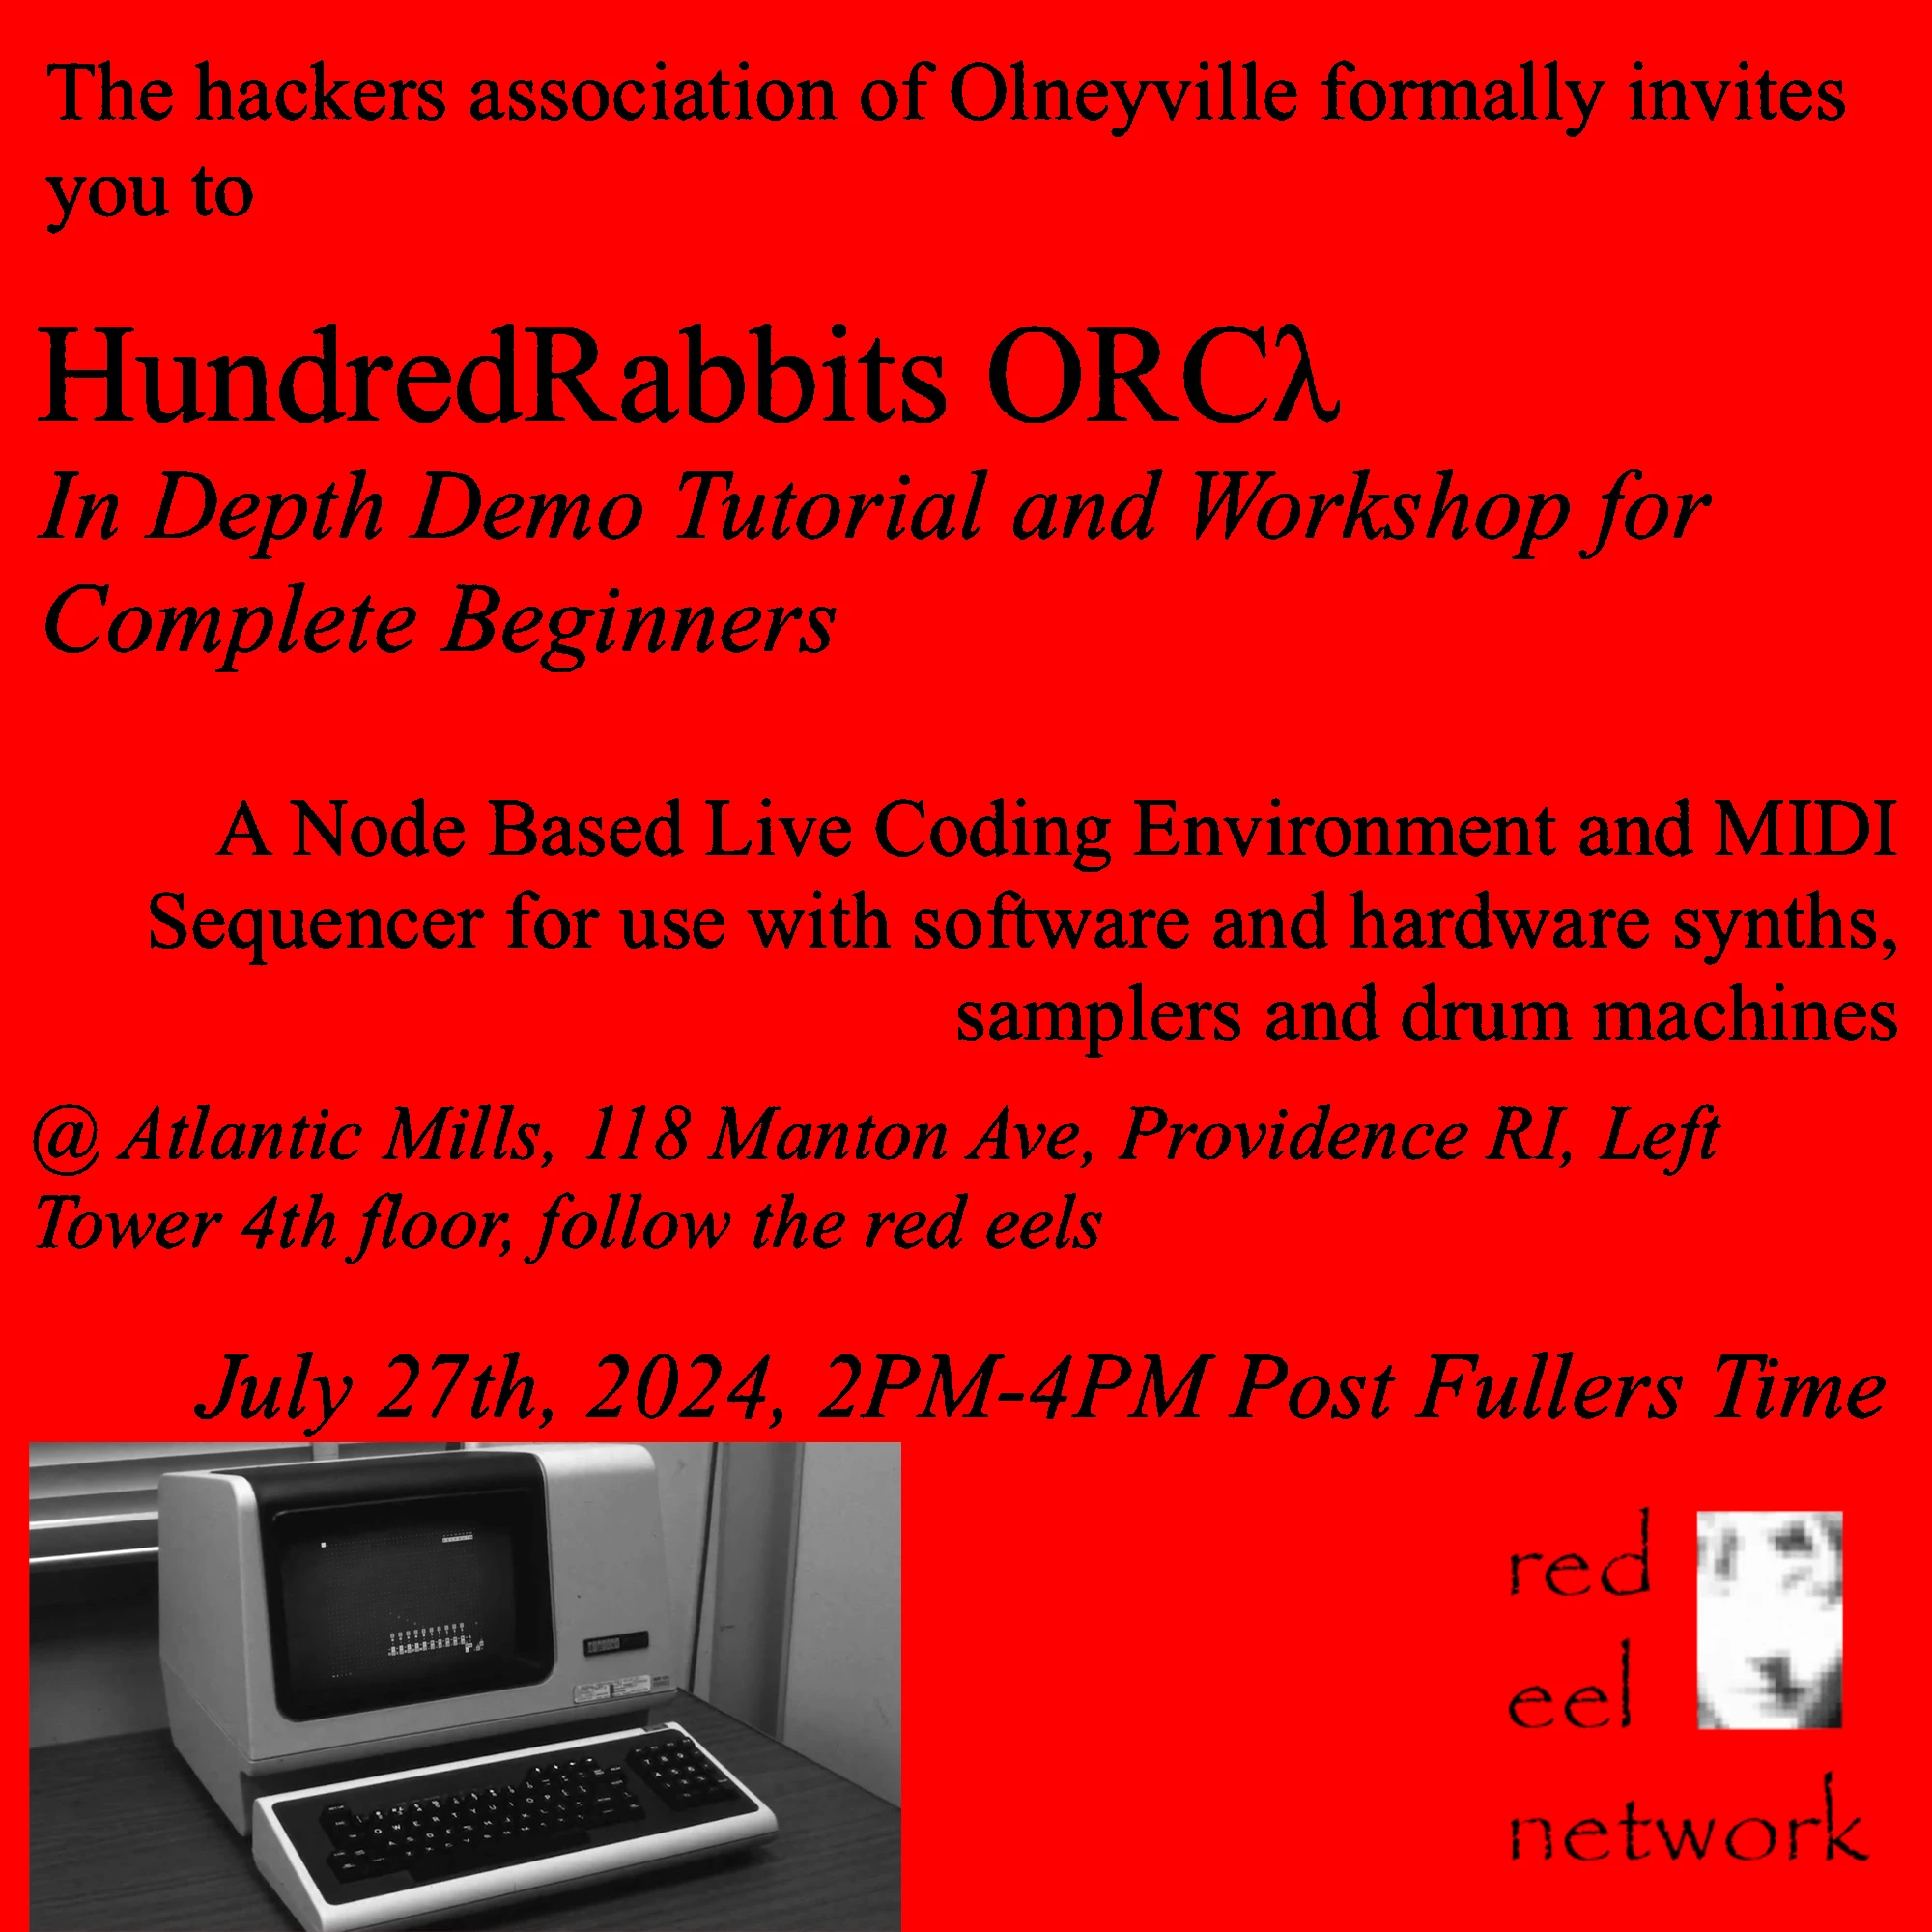 The hackers association of Olneyville formally invites
you to
HundredRabbits ORCλ
In Depth Demo Tutorial and Workshop for
Complete Beginners
A Node Based Live Coding Environment and MIDI
Sequencer for use with software and hardware synths,
samplers and drum machines
@ Atlantic Mills, 118 Manton Ave, Providence RI, Left
Tower 4th floor, follow the red eels
July 27th, 2024, 2PM-4PM Post Fullers Time
red
eel
network